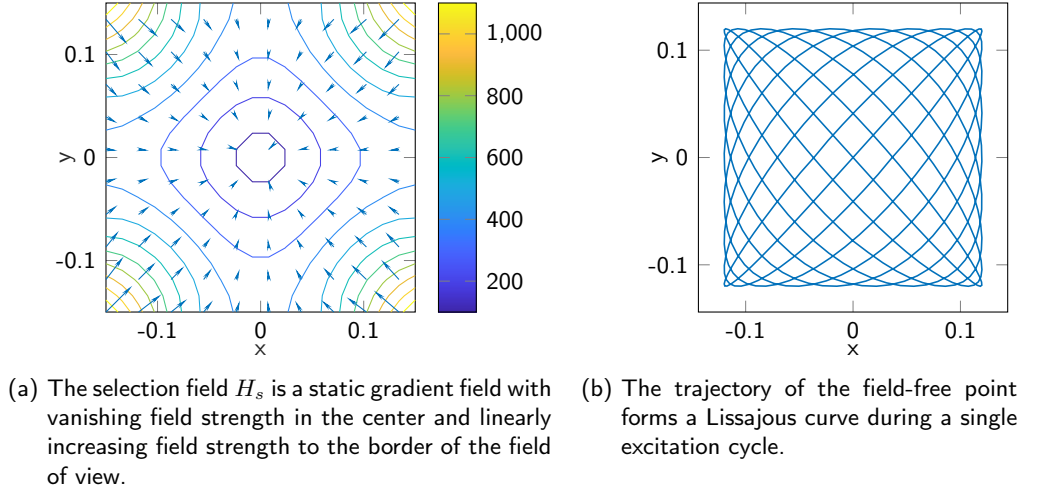 0.1
0
-0.1
y
-0.1
0
0.1
x
1,000
800
600
400
200
0.1
0
-0.1
y
-0.1
0
0.1
x
(a) The selection field Hs is a static gradient field with
vanishing field strength in the center and linearly
increasing field strength to the border of the field
of view.
(b) The trajectory of the field-free point
forms a Lissajous curve during a single
excitation cycle.